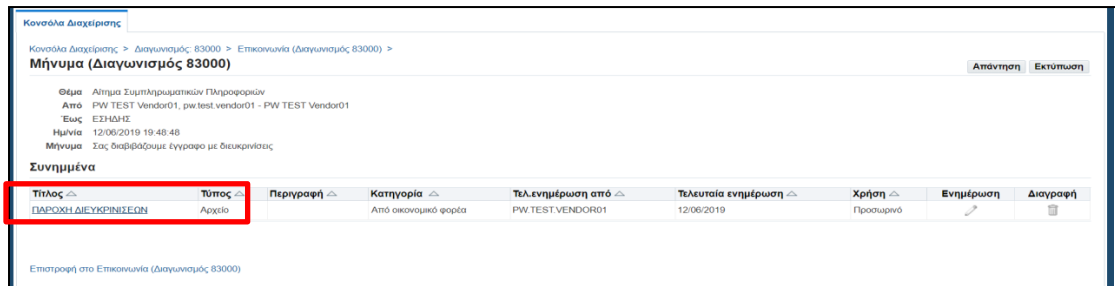 Κονσόλα Διαχείρισης
Κονσόλα Διαχείρισης > Διαγωνισμός: 83000 > Επικοινωνία (Διαγωνισμός 83000) >
Μήνυμα (Διαγωνισμός 83000)
Απάντηση Εκτύπωση
Θέμα Αίτημα Συμπληρωματικών Πληροφοριών
Από PW TEST Vendor01, pw.test.vendor01 - PW TEST Vendor01
Έως ΕΣΗΔΗΣ
Ημ/νία 12/06/2019 19:48:48
Μήνυμα Σας διαβιβάζουμε έγγραφο με διευκρινίσεις
Συνημμένα
Τίτλος Τύπος Περιγραφή Κατηγορία Τελ.ενημέρωση από Τελευταία ενημέρωση Χρήση Ενημέρωση Διαγραφή
ΠΑΡΟΧΗ ΔΙΕΥΚΡΙΝΙΣΕΩΝ Αρχείο Από οικονομικό φορέα PW.TEST.VENDOR01 12/06/2019 Προσωρινό
Επιστροφή στο Επικοινωνία (Διαγωνισμός 83000)